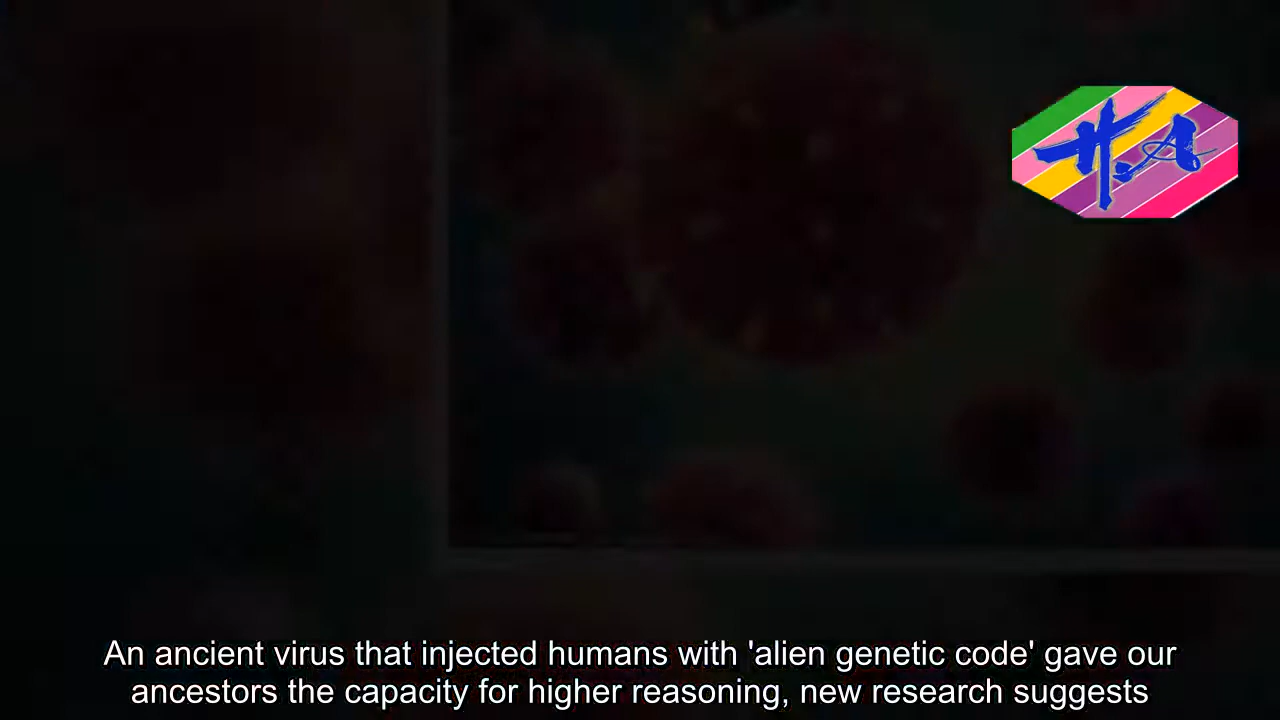 H.A
An ancient virus that injected humans with 'alien genetic code' gave our
ancestors the capacity for higher reasoning, new research suggests